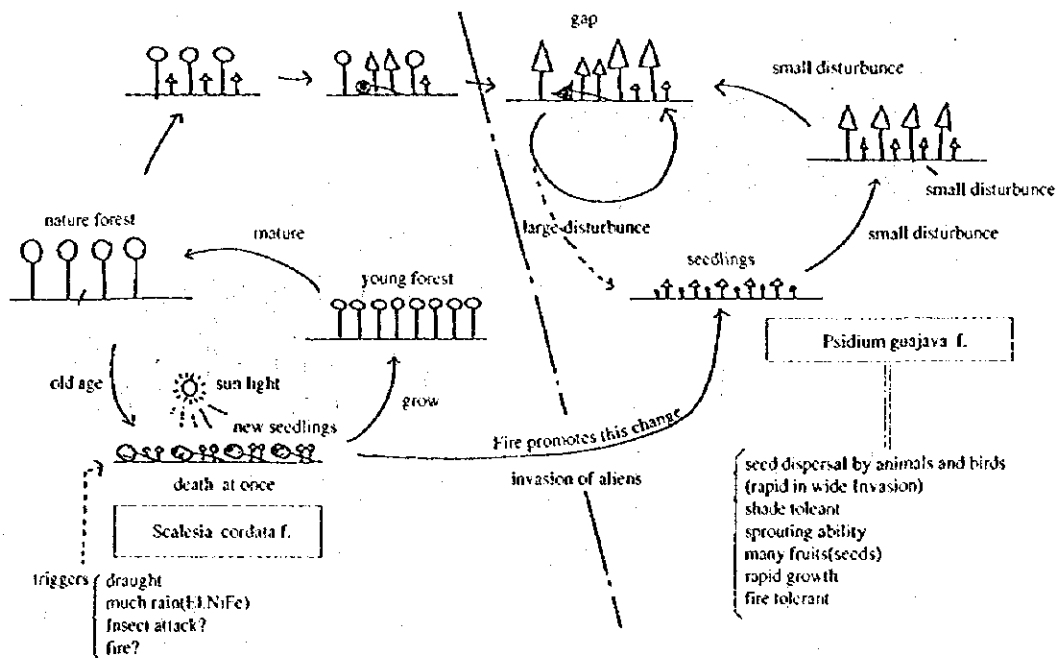 gap
small disturbunce
small disturbunce
nature forest
mature
large disturbunce
small disturbunce
seedlings
young forest
Psidium guajava f.
old age
sun light
grow
new seedlings
Fire promotes this change
death at once
invasion of aliens
seed dispersal by animals and birds
(rapid in wide Invasion)
shade toleant
sprouting ability
many fruits(seeds)
rapid growth
fire tolerant
Scalesia cordata f.
triggers
draught
much rain(El.NiFe)
Insect attack?
fire?